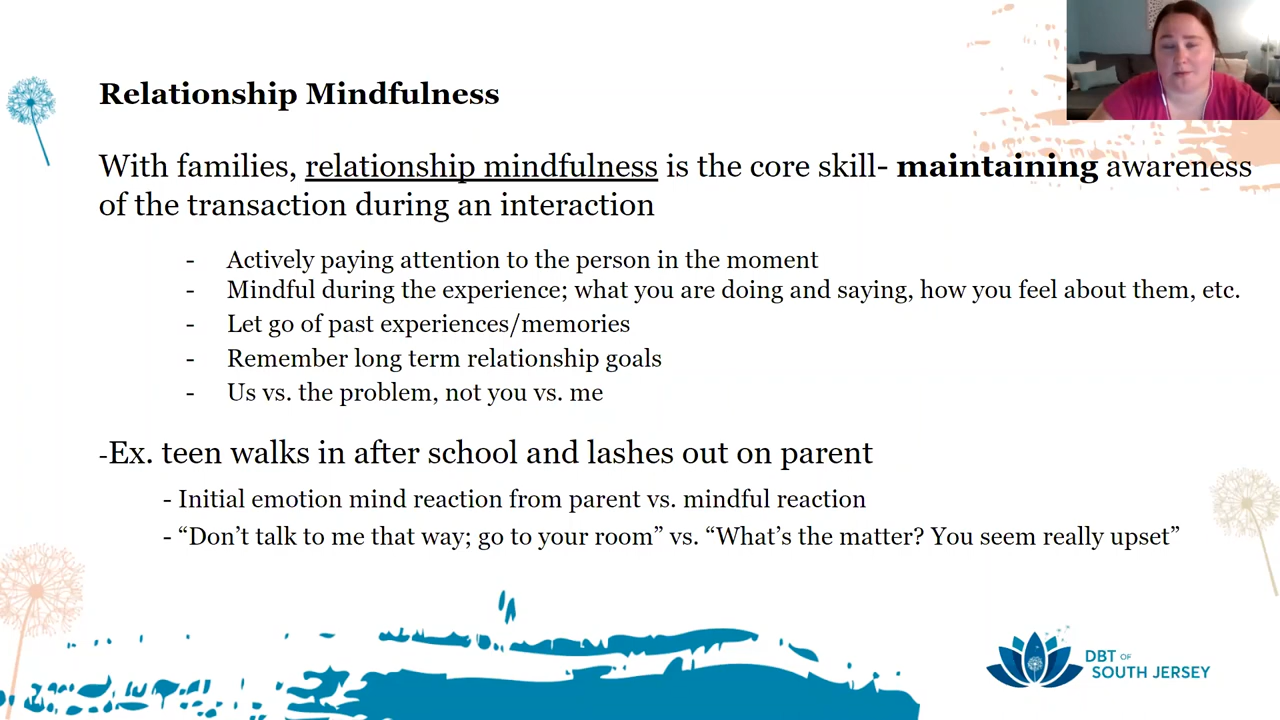 Relationship Mindfulness
With families, relationship mindfulness is the core skill- maintaining awareness
of the transaction during an interaction
- Actively paying attention to the person in the moment
- Mindful during the experience; what you are doing and saying, how you feel about them, etc.
- Let go of past experiences/memories
- Remember long term relationship goals
- Us vs. the problem, not you vs. me
-Ex. teen walks in after school and lashes out on parent
- Initial emotion mind reaction from parent vs. mindful reaction
- “Don’t talk to me that way; go to your room” vs. “What’s the matter? You seem really upset”
DBT OF
SOUTH JERSEY